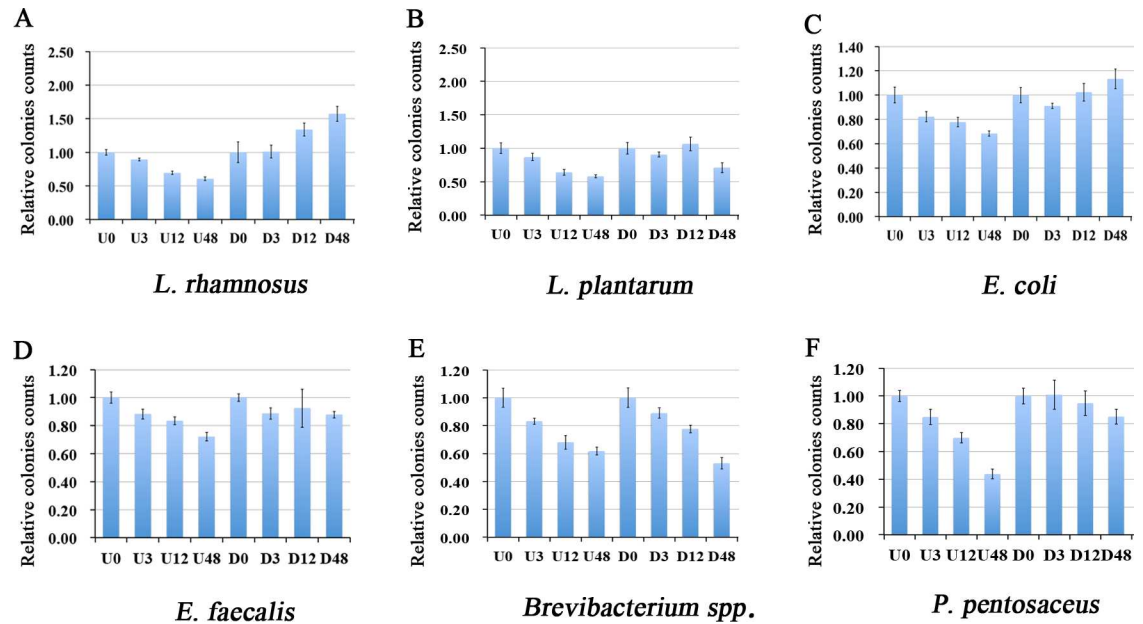 A
Relative colonies counts
2.50
2.00
1.50
1.00
0.50
0.00
U0 U3 U12 U48 D0 D3 D12 D48
L. rhamnosus
B
Relative colonies counts
2.50
2.00
1.50
1.00
0.50
0.00
U0 U3 U12 U48 D0 D3 D12 D48
L. plantarum
C
Relative colonies counts
1.40
1.20
1.00
0.80
0.60
0.40
0.20
0.00
U0 U3 U12 U48 D0 D3 D12 D48
E. coli
D
Relative colonies counts
1.20
1.00
0.80
0.60
0.40
0.20
0.00
U0 U3 U12 U48 D0 D3 D12 D48
E. faecalis
E
Relative colonies counts
1.20
1.00
0.80
0.60
0.40
0.20
0.00
U0 U3 U12 U48 D0 D3 D12 D48
Brevibacterium spp.
F
Relative colonies counts
1.20
1.00
0.80
0.60
0.40
0.20
0.00
U0 U3 U12 U48 D0 D3 D12 D48
P. pentosaceus